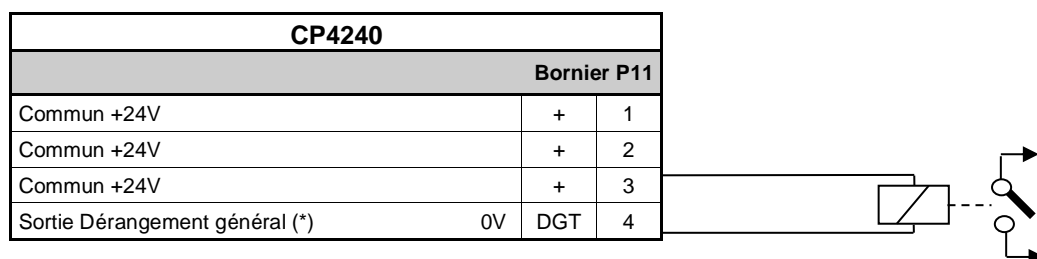 CP4240
Bornier P11
Commun +24V + 1
Commun +24V + 2
Commun +24V + 3
Sortie Dérangement général (*) 0V DGT 4